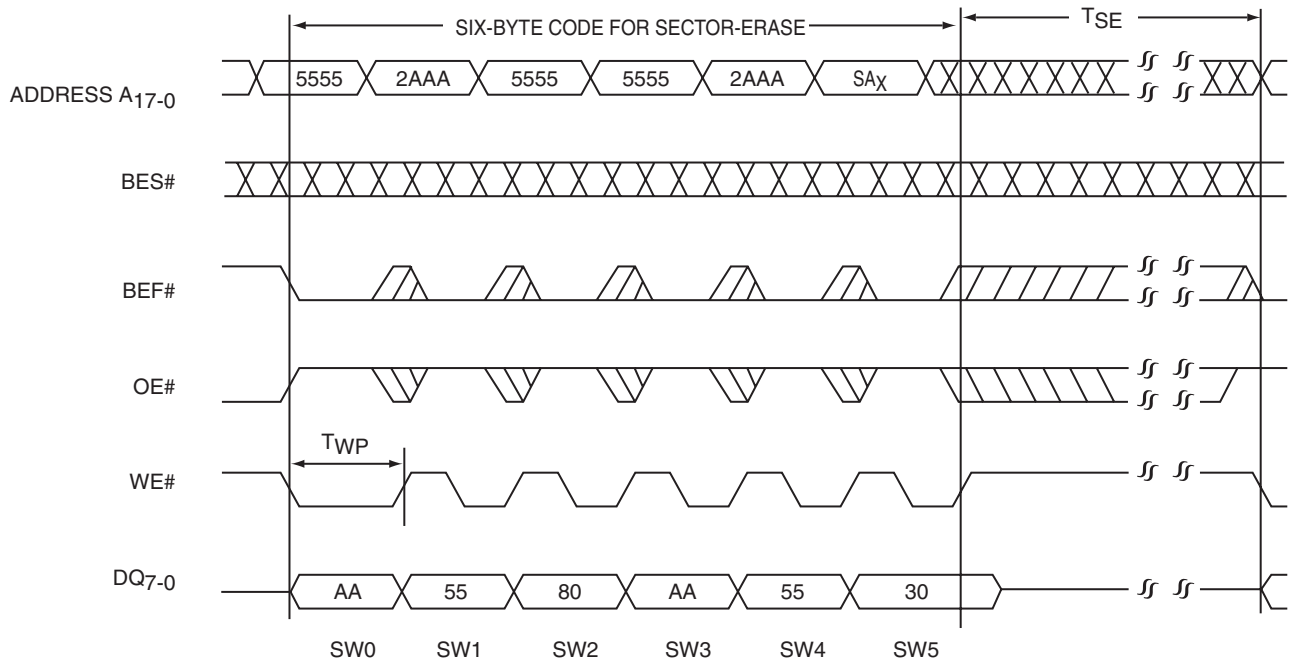 SIX-BYTE CODE FOR SECTOR-ERASE TSE
ADDRESS A17-0 5555 2AAA 5555 5555 2AAA SAX
BES#
BEF#
OE#
TWP
WE#
DQ7-0 AA 55 80 AA 55 30
SW0 SW1 SW2 SW3 SW4 SW5